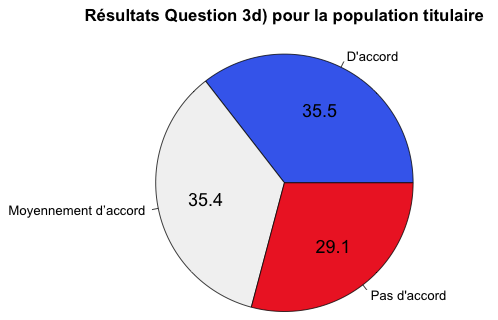 Résultats Question 3d) pour la population titulaire
D'accord
35.5
35.4
Moyennement d’accord
29.1
Pas d'accord